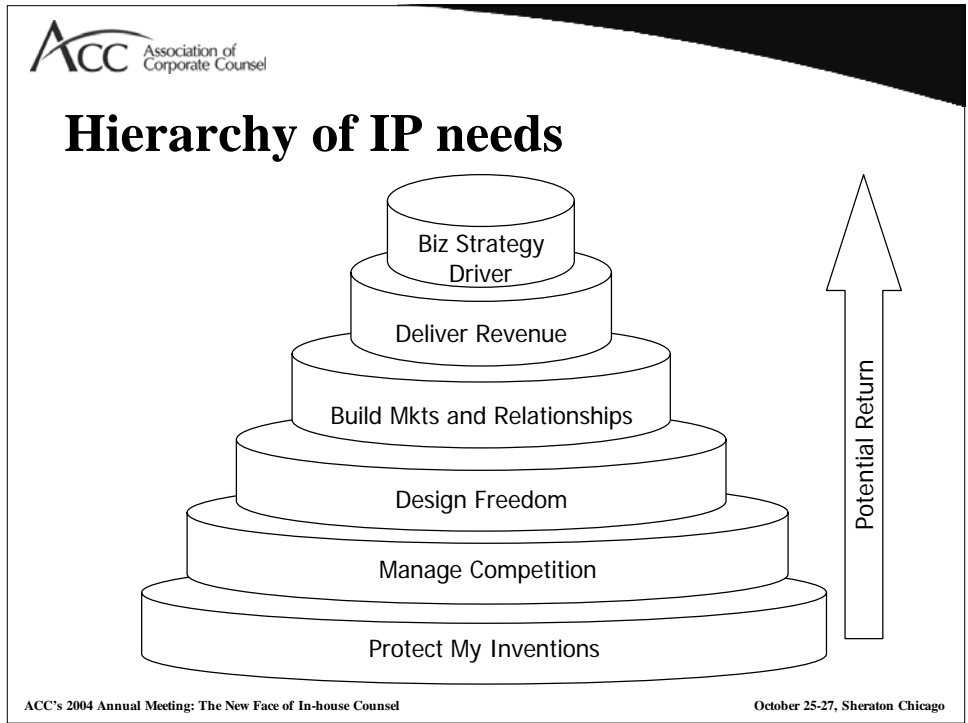 ACC Association of
Corporate Counsel
Hierarchy of IP needs
Biz Strategy
Driver
Deliver Revenue
Build Mkts and Relationships
Design Freedom
Manage Competition
Protect My Inventions
Potential Return
ACC's 2004 Annual Meeting: The New Face of In-house Counsel
October 25-27, Sheraton Chicago